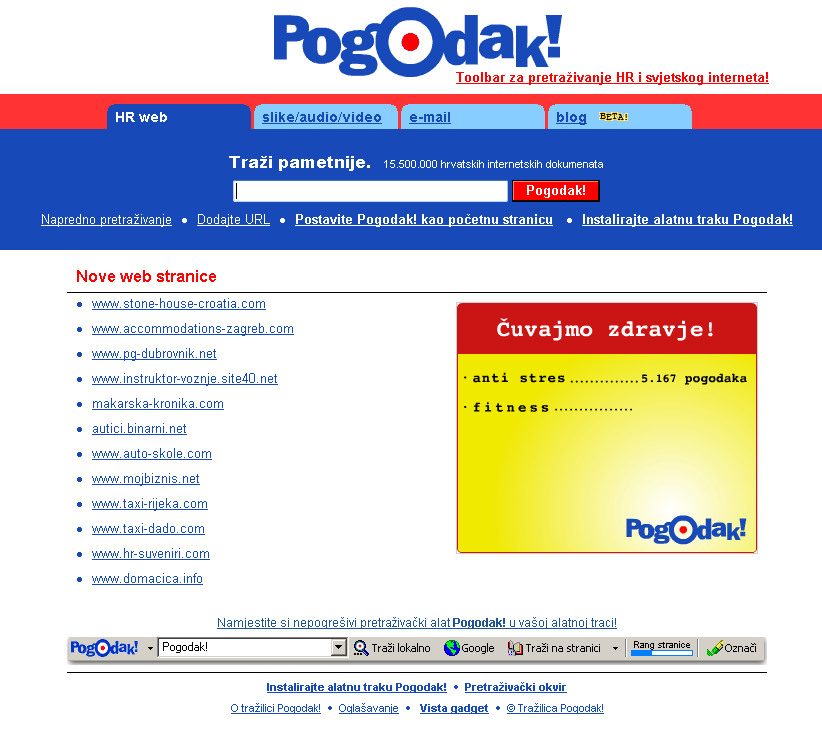 PogOdak!
Toolbar za pretraživanje HR i svjetskog interneta!
HR web slike/audio/video e-mail blog BETA!
Traži pametnije. 15.500.000 hrvatskih internetskih dokumenata
Pogodak!
Napredno pretraživanje • Dodajte URL • Postavite Pogodak! kao početnu stranicu • Instalirajte alatnu traku Pogodak!
Nove web stranice
• www.stone-house-croatia.com
• www.accommodations-zagreb.com
• www.pg-dubrovnik.net
• www.instruktor-voznje.site40.net
• makarska-kronika.com
• autici.binarni.net
• www.auto-skole.com
• www.mojbiznis.net
• www.taxi-rijeka.com
• www.taxi-dado.com
• www.hr-suveniri.com
• www.domacica.info
Čuvajmo zdravje!
· anti stres .............. 5.167 pogodaka
· fitness ................
PogOdak!
Namjestite si nepogrešivi pretraživački alat Pogodak! u vašoj alatnoj traci!
PogOdak! Pogodak! Traži lokalno Google Traži na stranici Rang stranice Označi
Instalirajte alatnu traku Pogodak! • Pretraživački okvir
O tražilici Pogodak! • Oglašavanje • Vista gadget • © Tražilica Pogodak!